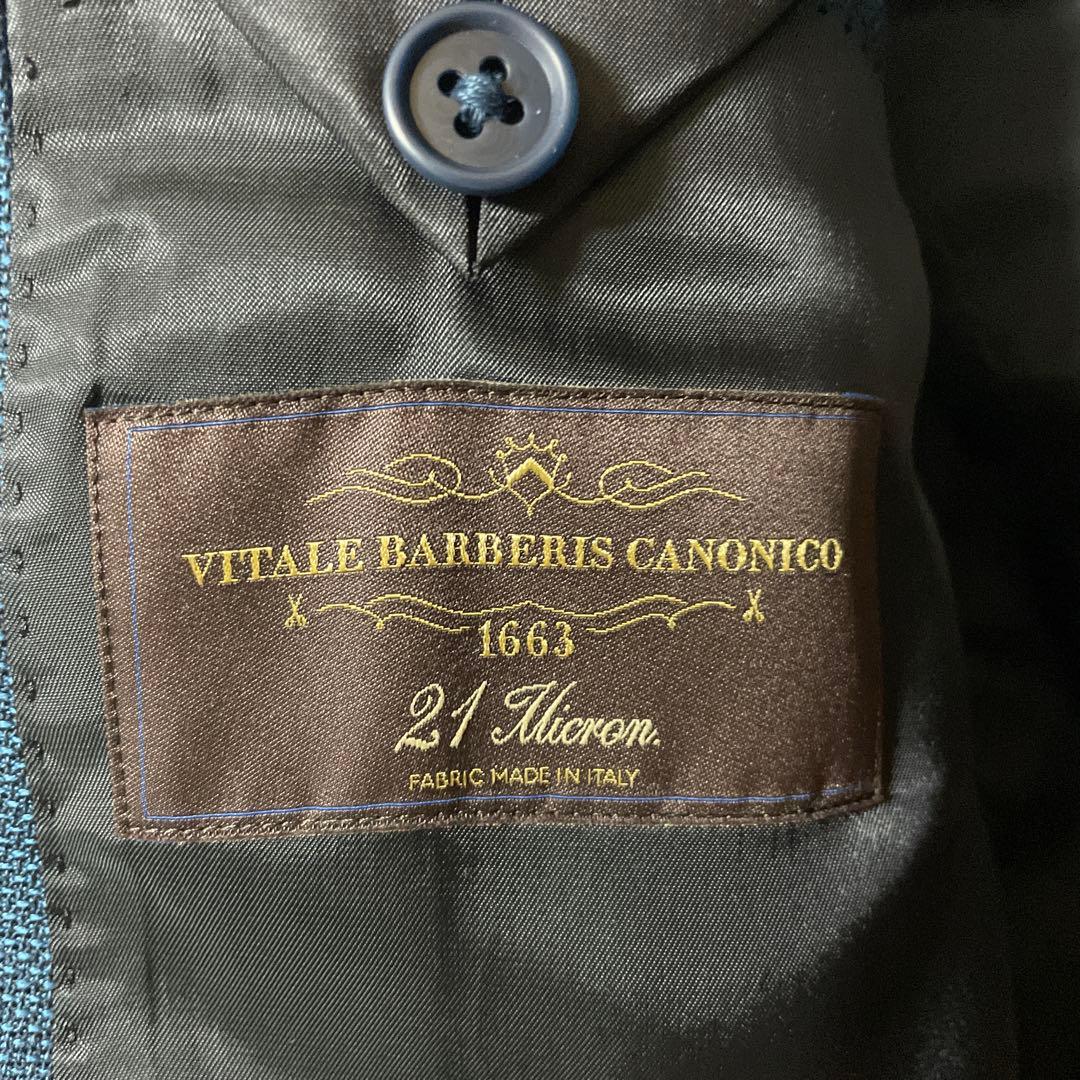 VITALE BARBERIS CANONICO
1663
21 Micron.
FABRIC MADE IN ITALY